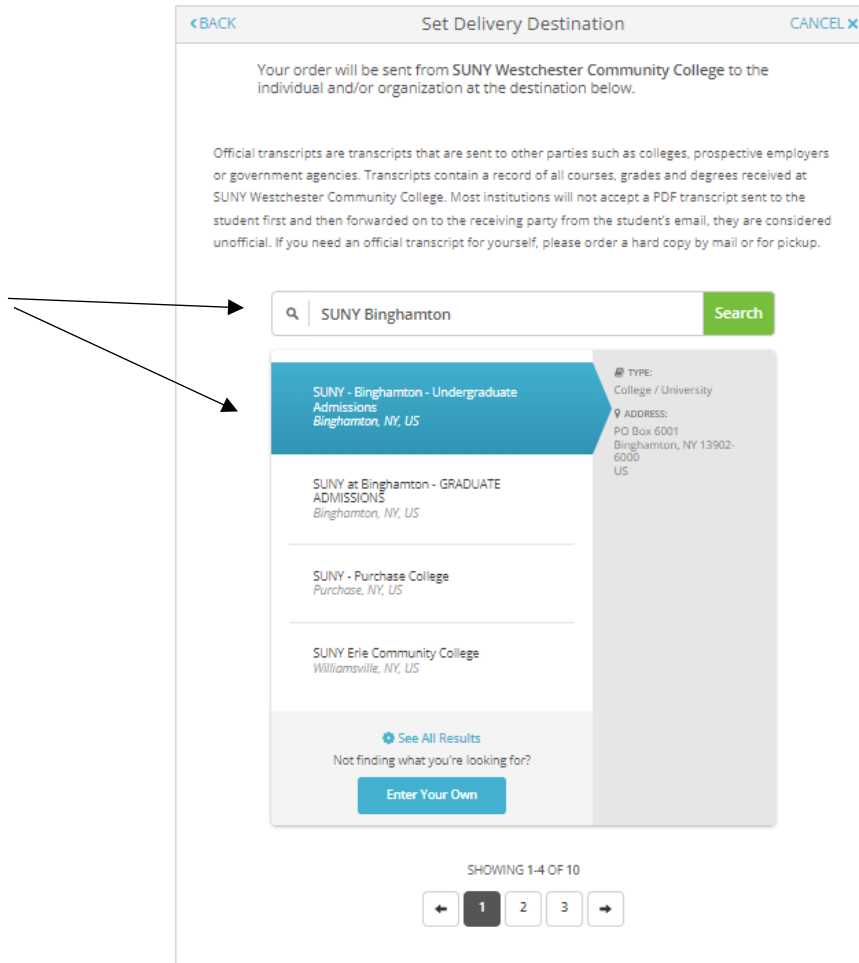 BACK
Set Delivery Destination
CANCEL
Your order will be sent from SUNY Westchester Community College to the
individual and/or organization at the destination below.
Official transcripts are transcripts that are sent to other parties such as colleges, prospective employers
or government agencies. Transcripts contain a record of all courses, grades and degrees received at
SUNY Westchester Community College. Most institutions will not accept a PDF transcript sent to the
student first and then forwarded on to the receiving party from the student's email, they are considered
unofficial. If you need an official transcript for yourself, please order a hard copy by mail or for pickup.
SUNY Binghamton
Search
SUNY - Binghamton - Undergraduate
Admissions
Binghamton, NY, US
TYPE:
College / University
ADDRESS:
PO Box 6001
Binghamton, NY 13902-
6000
US
SUNY at Binghamton - GRADUATE
ADMISSIONS
Binghamton, NY, US
SUNY - Purchase College
Purchase, NY, US
SUNY Erie Community College
Williamsville, NY, US
See All Results
Not finding what you're looking for?
Enter Your Own
SHOWING 1-4 OF 10
1 2 3